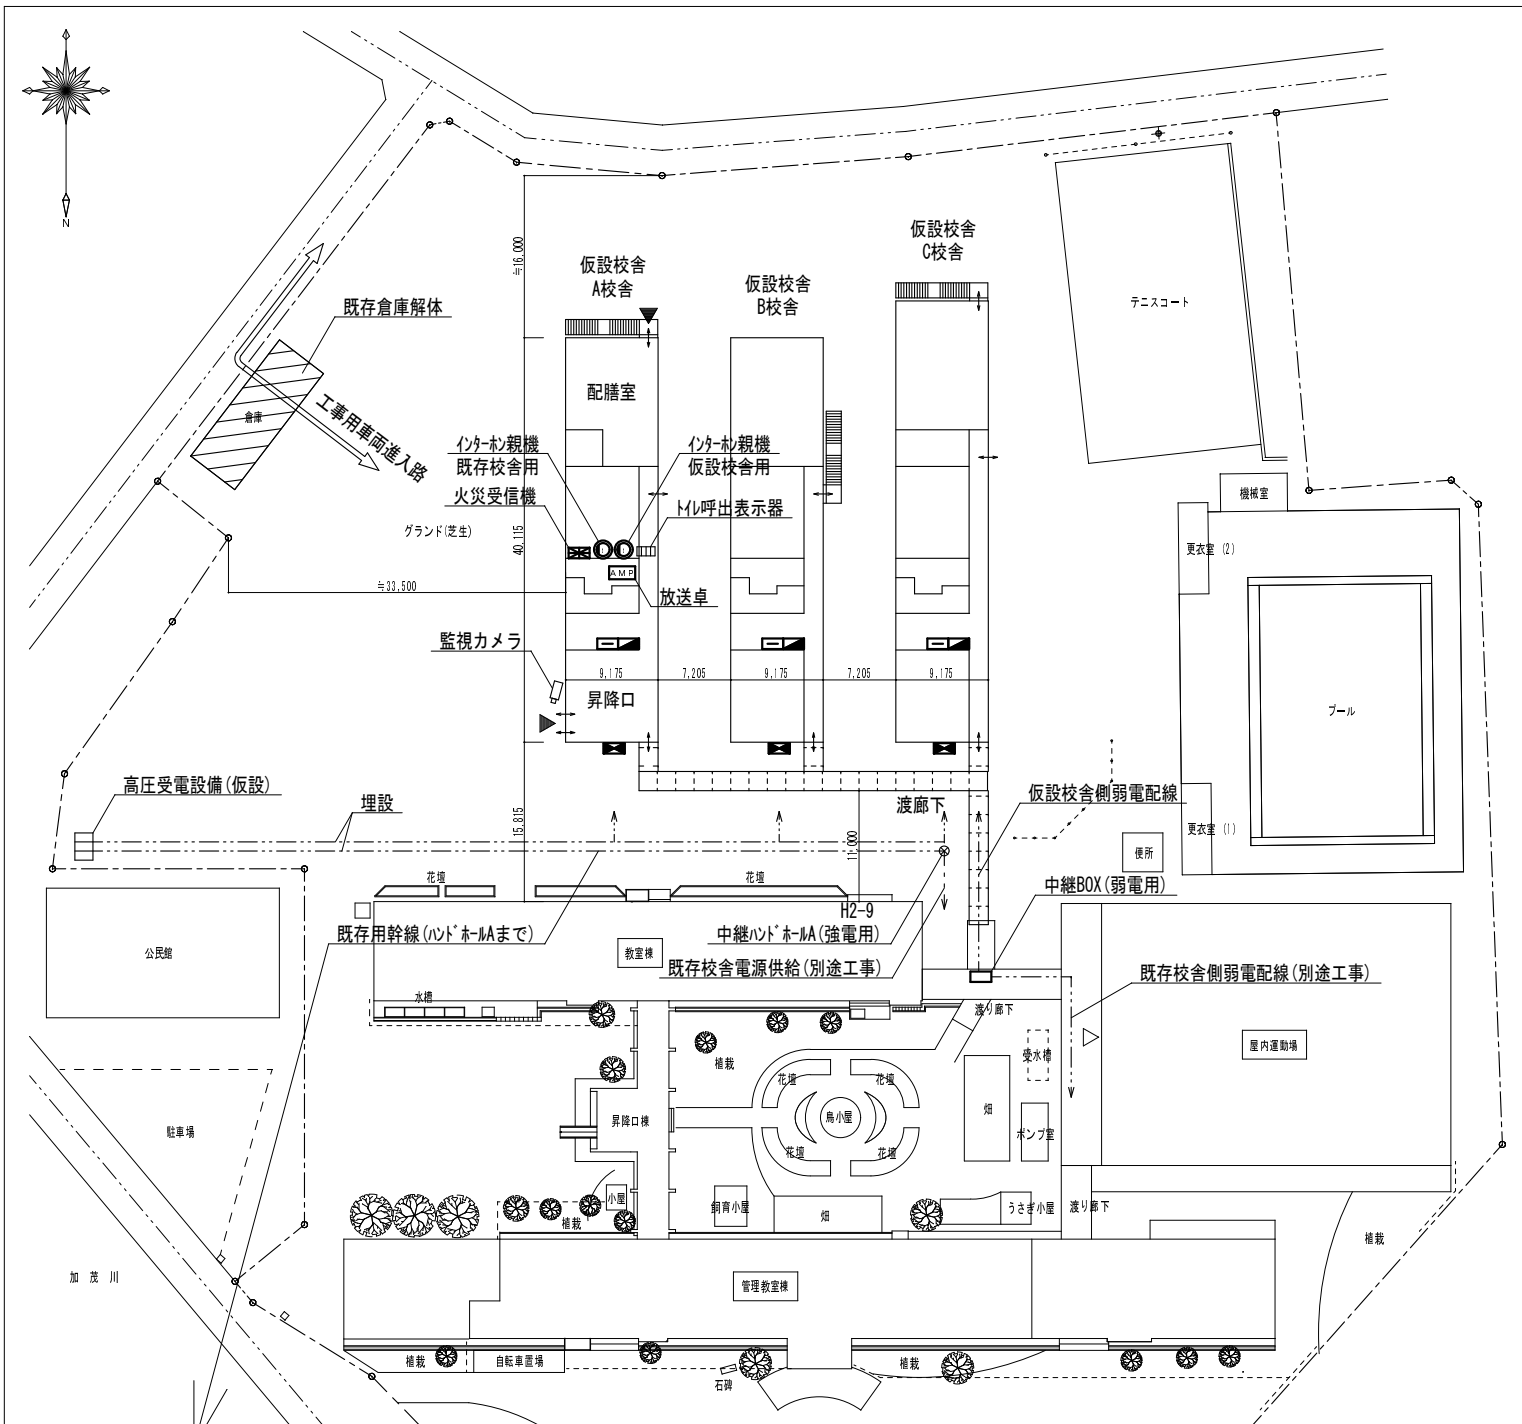 N
仮設校舎
C校舎
仮設校舎
A校舎
仮設校舎
B校舎
≒16,000
既存倉庫解体
テニスコート
配膳室
倉庫
工事用車両進入路
インターホン親機
既存校舎用
インターホン親機
仮設校舎用
火災受信機
トイレ呼出表示器
機械室
グランド(芝生)
40,115
更衣室 (2)
AMP
≒33,500
放送卓
監視カメラ
9,175
7,205
9,175
7,205
9,175
昇降口
プール
高圧受電設備(仮設)
埋設
仮設校舎側弱電配線
渡廊下
15,815
11,000
更衣室 (1)
便所
花壇
花壇
中継BOX(弱電用)
H2-9
既存用幹線(ハンドホールAまで)
中継ハンドホールA(強電用)
公民館
教室棟
既存校舎電源供給(別途工事)
既存校舎側弱電配線(別途工事)
水槽
渡り廊下
植栽
受水槽
屋内運動場
花壇
花壇
駐車場
昇降口棟
鳥小屋
畑
ポンプ室
花壇
花壇
小屋
飼育小屋
畑
うさぎ小屋
渡り廊下
植栽
植栽
加茂川
管理教室棟
植栽
自転車置場
植栽
石碑